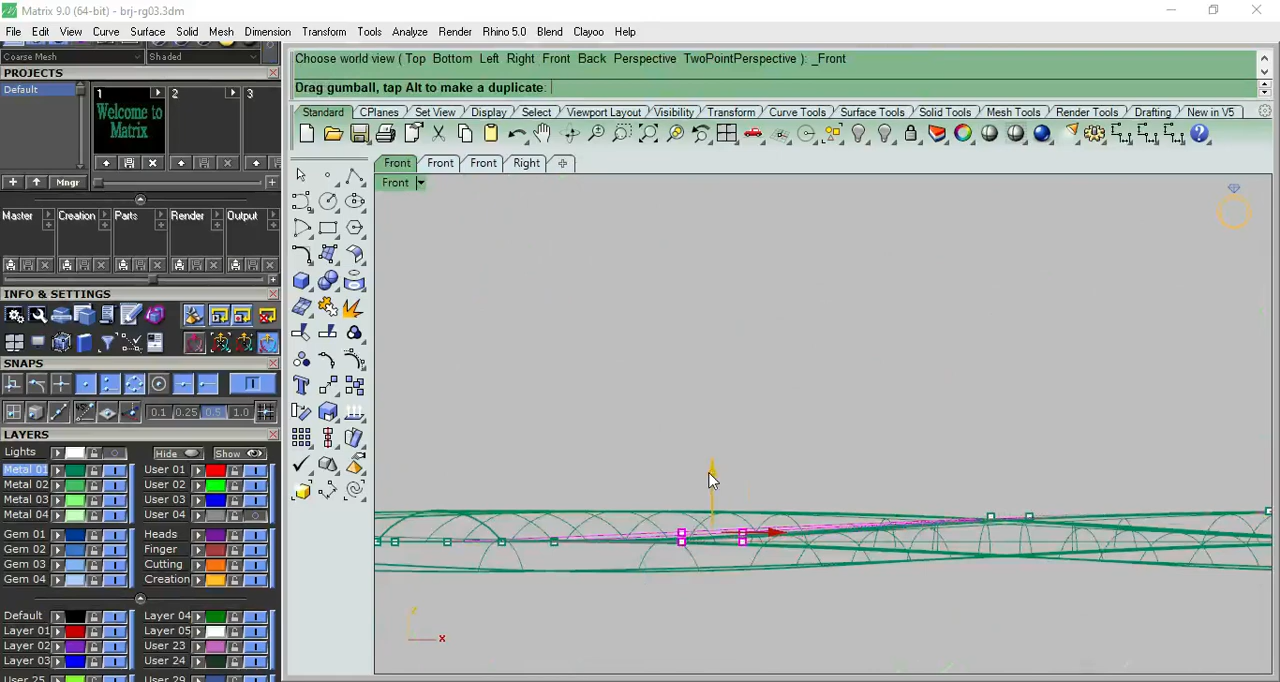 Matrix 9.0 (64-bit) - brj-rg03.3dm
File Edit View Curve Surface Solid Mesh Dimension Transform Tools Analyze Render Rhino 5.0 Blend Clayoo Help
Coarse Mesh Shaded
Choose world view ( Top Bottom Left Right Front Back Perspective TwoPointPerspective ): _Front
Drag gumball, tap Alt to make a duplicate:
PROJECTS
Default
1 2 3
Welcome to
Matrix
Mngr
Standard CPlanes Set View Display Select Viewport Layout Visibility Transform Curve Tools Surface Tools Solid Tools Mesh Tools Render Tools Drafting New in V5
Front Front Front Right
Front
Master Creation Parts Render Output
INFO & SETTINGS
SNAPS
0.1 0.25 0.5 1.0
LAYERS
Lights Hide Show
Metal 01 User 01
Metal 02 User 02
Metal 03 User 03
Metal 04 User 04
Gem 01 Heads
Gem 02 Finger
Gem 03 Cutting
Gem 04 Creation
Default Layer 04
Layer 01 Layer 05
Layer 02 User 23
Layer 03 User 24
User 25 User 29
x